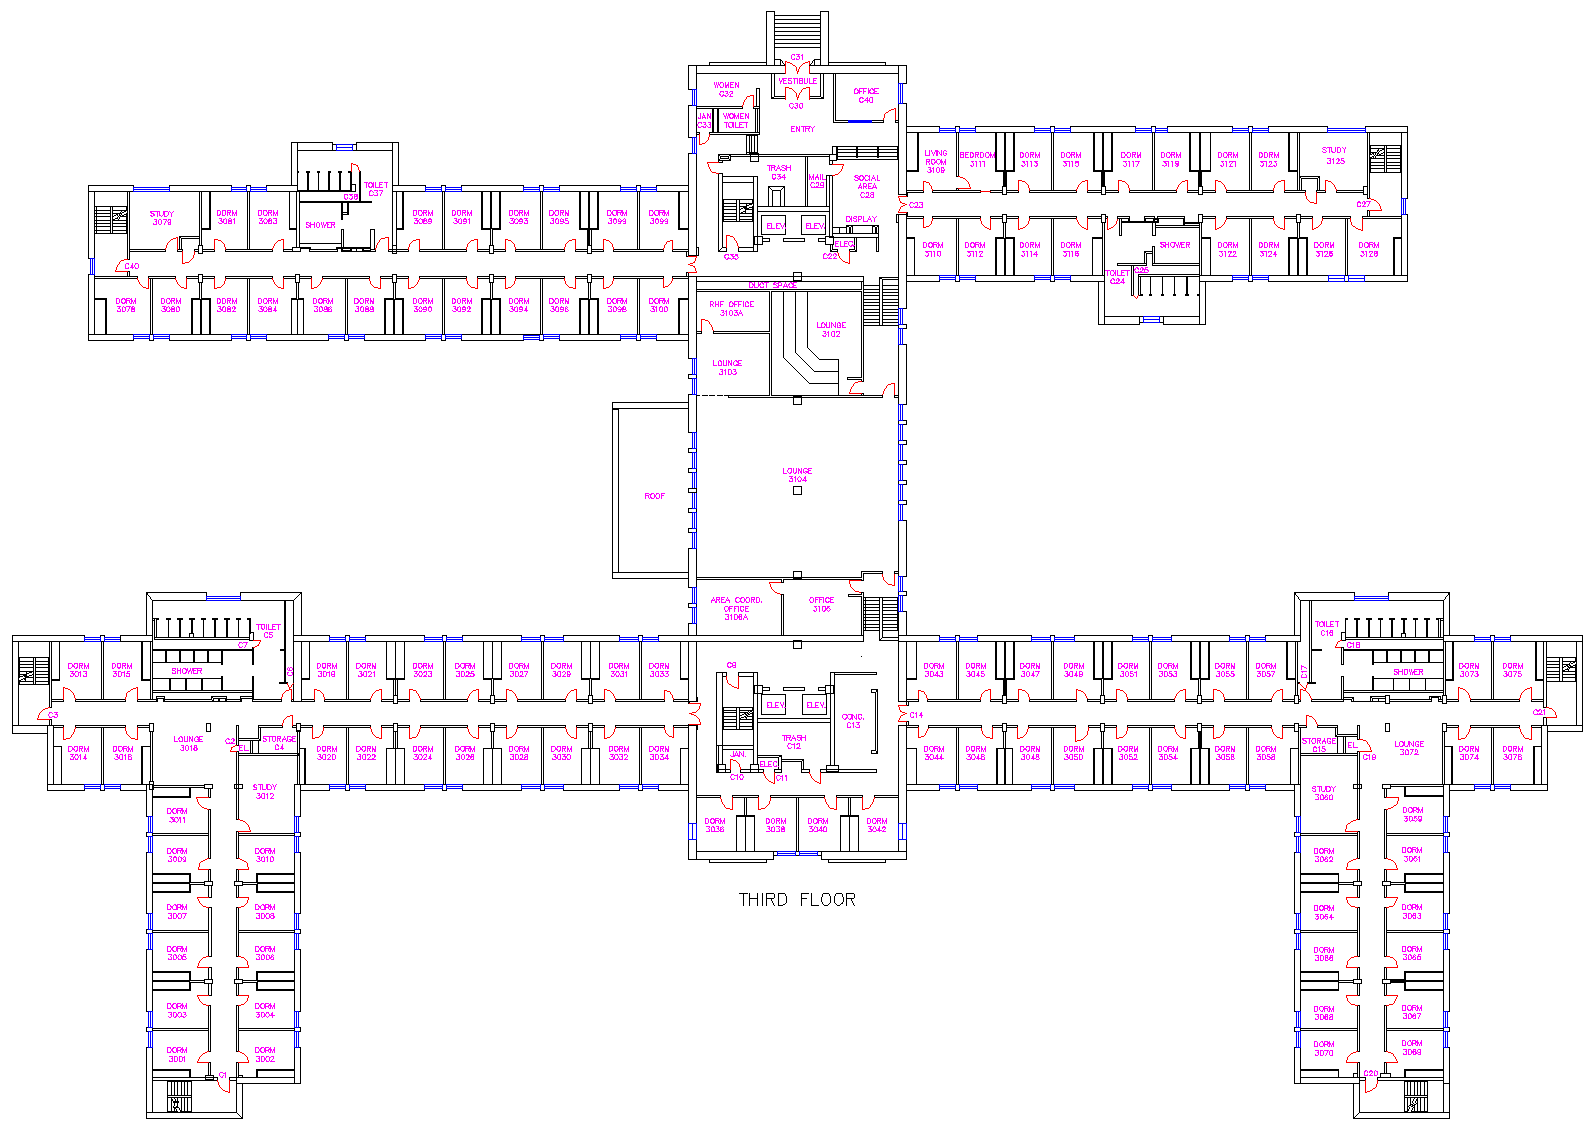 C31
VESTIBULE
C30
WOMEN
C32
OFFICE
C40
JAN
C33
WOMEN
TOILET
ENTRY
TRASH
C34
MAIL
C29
SOCIAL
AREA
C28
DISPLAY
ELEV.
ELEV.
ELEC
C35
C22
C23
LIVING
ROOM
3109
BEDROOM
3111
DORM
3113
DORM
3115
DORM
3117
DORM
3119
DORM
3121
DORM
3123
STUDY
3125
C27
DORM
3110
DORM
3112
DORM
3114
DORM
3116
TOILET
C24
C25
SHOWER
DORM
3122
DORM
3124
DORM
3126
DORM
3128
STUDY
3079
DORM
3081
DORM
3083
SHOWER
C38
TOILET
C37
DORM
3089
DORM
3091
DORM
3093
DORM
3095
DORM
3099
DORM
3099
C40
DORM
3078
DORM
3080
DORM
3082
DORM
3084
DORM
3086
DORM
3088
DORM
3090
DORM
3092
DORM
3094
DORM
3096
DORM
3098
DORM
3100
DUCT SPACE
RHF OFFICE
3103A
LOUNGE
3102
LOUNGE
3103
LOUNGE
3104
ROOF
AREA COORD.
OFFICE
3106A
OFFICE
3106
TOILET
C5
C7
SHOWER
C6
DORM
3013
DORM
3015
C3
DORM
3014
DORM
3016
LOUNGE
3018
C2
EL.
STORAGE
C4
DORM
3019
DORM
3021
DORM
3023
DORM
3025
DORM
3027
DORM
3029
DORM
3031
DORM
3033
DORM
3020
DORM
3022
DORM
3024
DORM
3026
DORM
3028
DORM
3030
DORM
3032
DORM
3034
C9
ELEV.
ELEV.
CONC.
C13
TRASH
C12
JAN.
C10
ELEC
C11
C14
DORM
3036
DORM
3038
DORM
3040
DORM
3042
DORM
3043
DORM
3045
DORM
3047
DORM
3049
DORM
3051
DORM
3053
DORM
3055
DORM
3057
DORM
3044
DORM
3046
DORM
3048
DORM
3050
DORM
3052
DORM
3054
DORM
3056
DORM
3058
TOILET
C16
C18
C17
SHOWER
DORM
3073
DORM
3075
C21
STORAGE
C15
EL.
C19
LOUNGE
3072
DORM
3074
DORM
3076
STUDY
3012
DORM
3011
DORM
3009
DORM
3010
DORM
3007
DORM
3008
DORM
3005
DORM
3006
DORM
3003
DORM
3004
DORM
3001
DORM
3002
C1
STUDY
3060
DORM
3059
DORM
3062
DORM
3061
DORM
3064
DORM
3063
DORM
3066
DORM
3065
DORM
3068
DORM
3067
DORM
3070
DORM
3069
C20
THIRD FLOOR